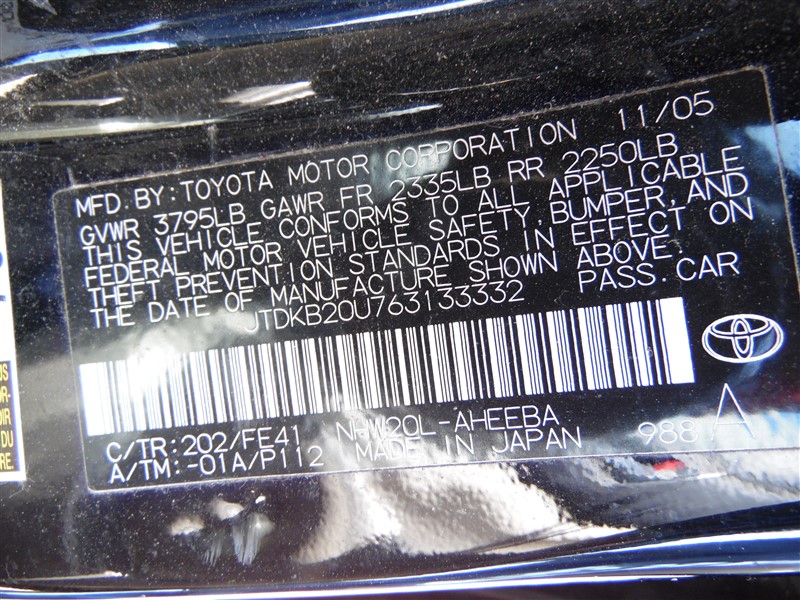 MFD. BY: TOYOTA MOTOR CORPORATION 11/05
GVWR 3795LB GAWR FR 2335LB RR 2250LB
THIS VEHICLE CONFORMS TO ALL APPLICABLE
FEDERAL MOTOR VEHICLE SAFETY, BUMPER, AND
THEFT PREVENTION STANDARDS IN EFFECT ON
THE DATE OF MANUFACTURE SHOWN ABOVE.
JTDKB20U763133332 PASS. CAR
C/TR: 202/FE41 NHW20L-AHEEBA
A/TM: -01A/P112 MADE IN JAPAN 988 A
DU